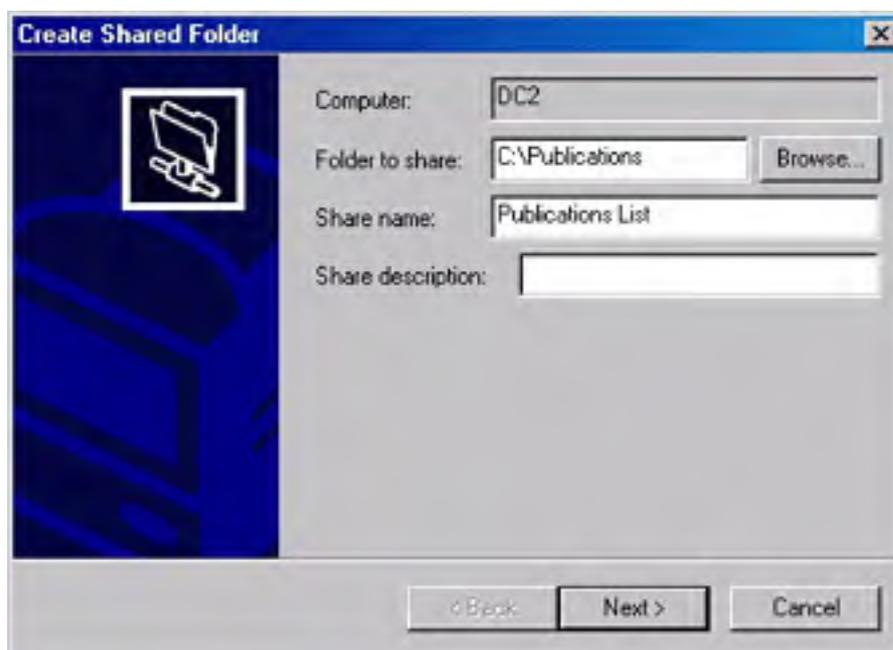 Create Shared Folder
Computer: DC2
Folder to share: C:\Publications Browse...
Share name: Publications List
Share description:
< Back Next > Cancel